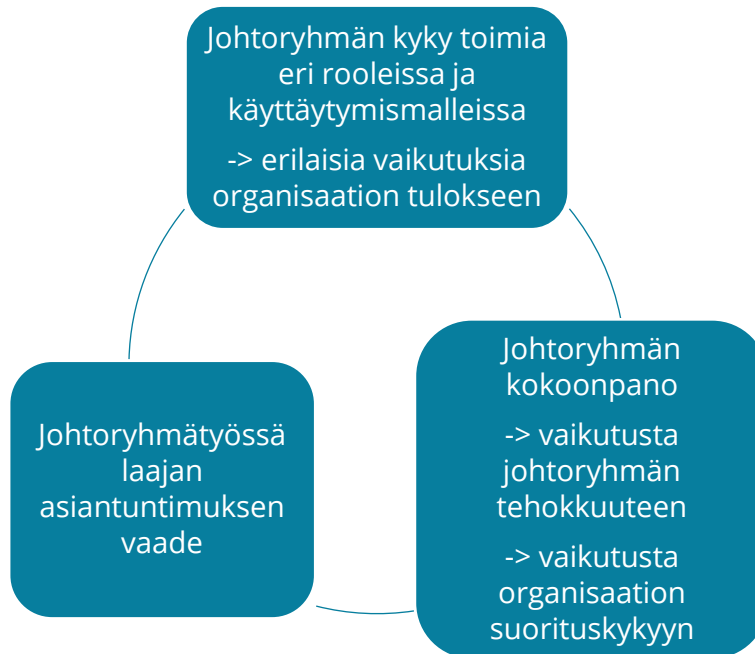 Johtoryhmän kyky toimia
eri rooleissa ja
käyttäytymismalleissa
-> erilaisia vaikutuksia
organisaation tulokseen
Johtoryhmän
kokoonpano
-> vaikutusta
johtoryhmän
tehokkuuteen
-> vaikutusta
organisaation
suorituskykyyn
Johtoryhmätyössä
laajan
asiantuntimuksen
vaade